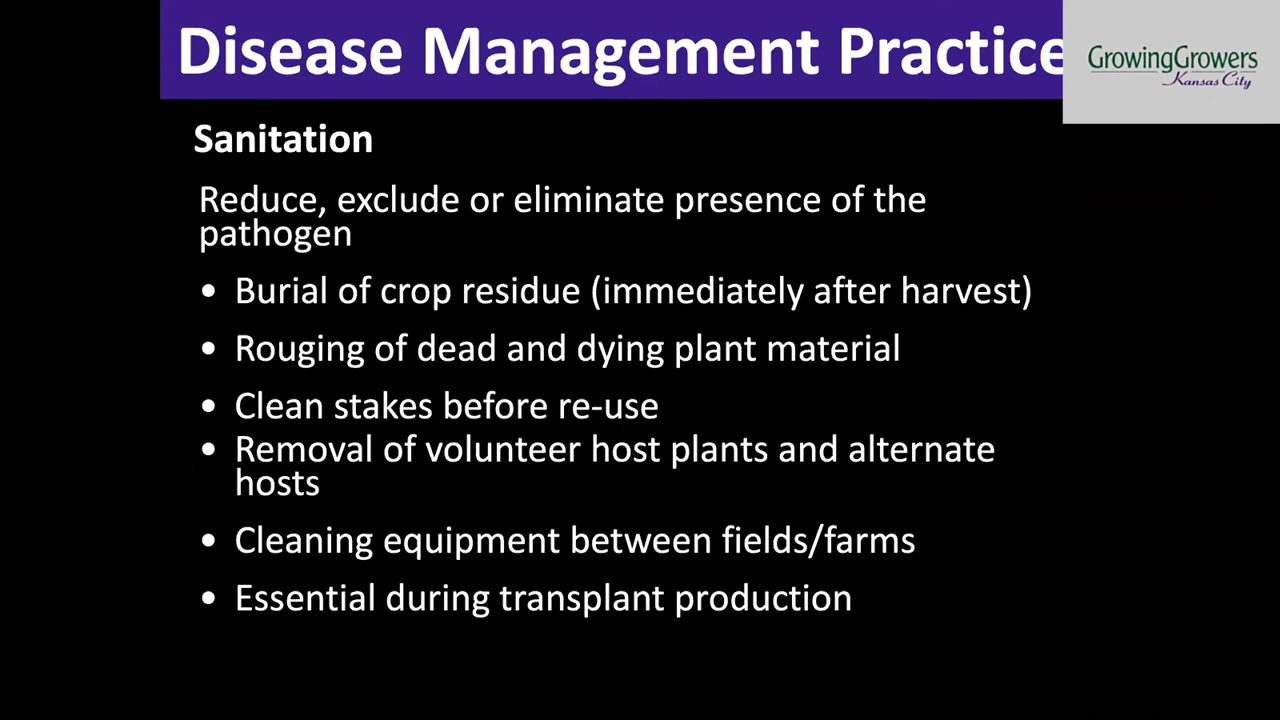 Disease Management Practice
GrowingGrowers
Kansas City
Sanitation
Reduce, exclude or eliminate presence of the
pathogen
• Burial of crop residue (immediately after harvest)
• Rouging of dead and dying plant material
• Clean stakes before re-use
• Removal of volunteer host plants and alternate
hosts
• Cleaning equipment between fields/farms
• Essential during transplant production